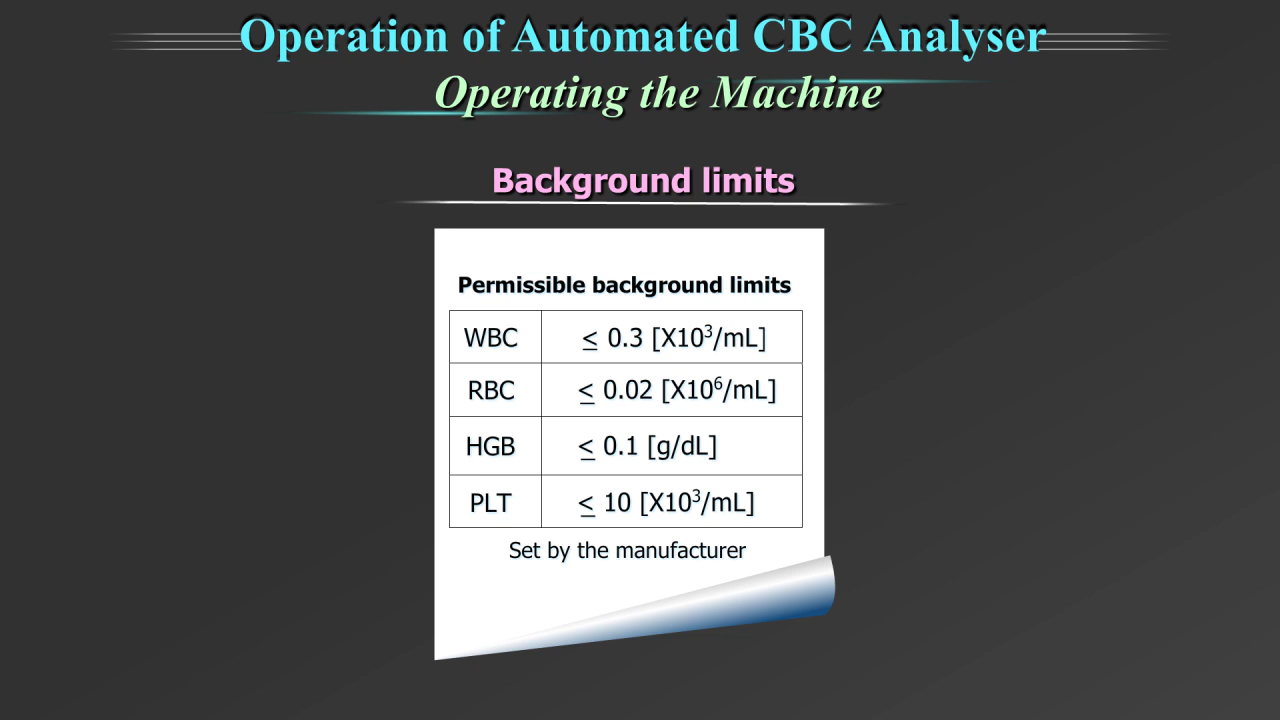 Operation of Automated CBC Analyser
Operating the Machine
Background limits
Permissible background limits
WBC ≤ 0.3 [X10³/mL]
RBC ≤ 0.02 [X10⁶/mL]
HGB ≤ 0.1 [g/dL]
PLT ≤ 10 [X10³/mL]
Set by the manufacturer